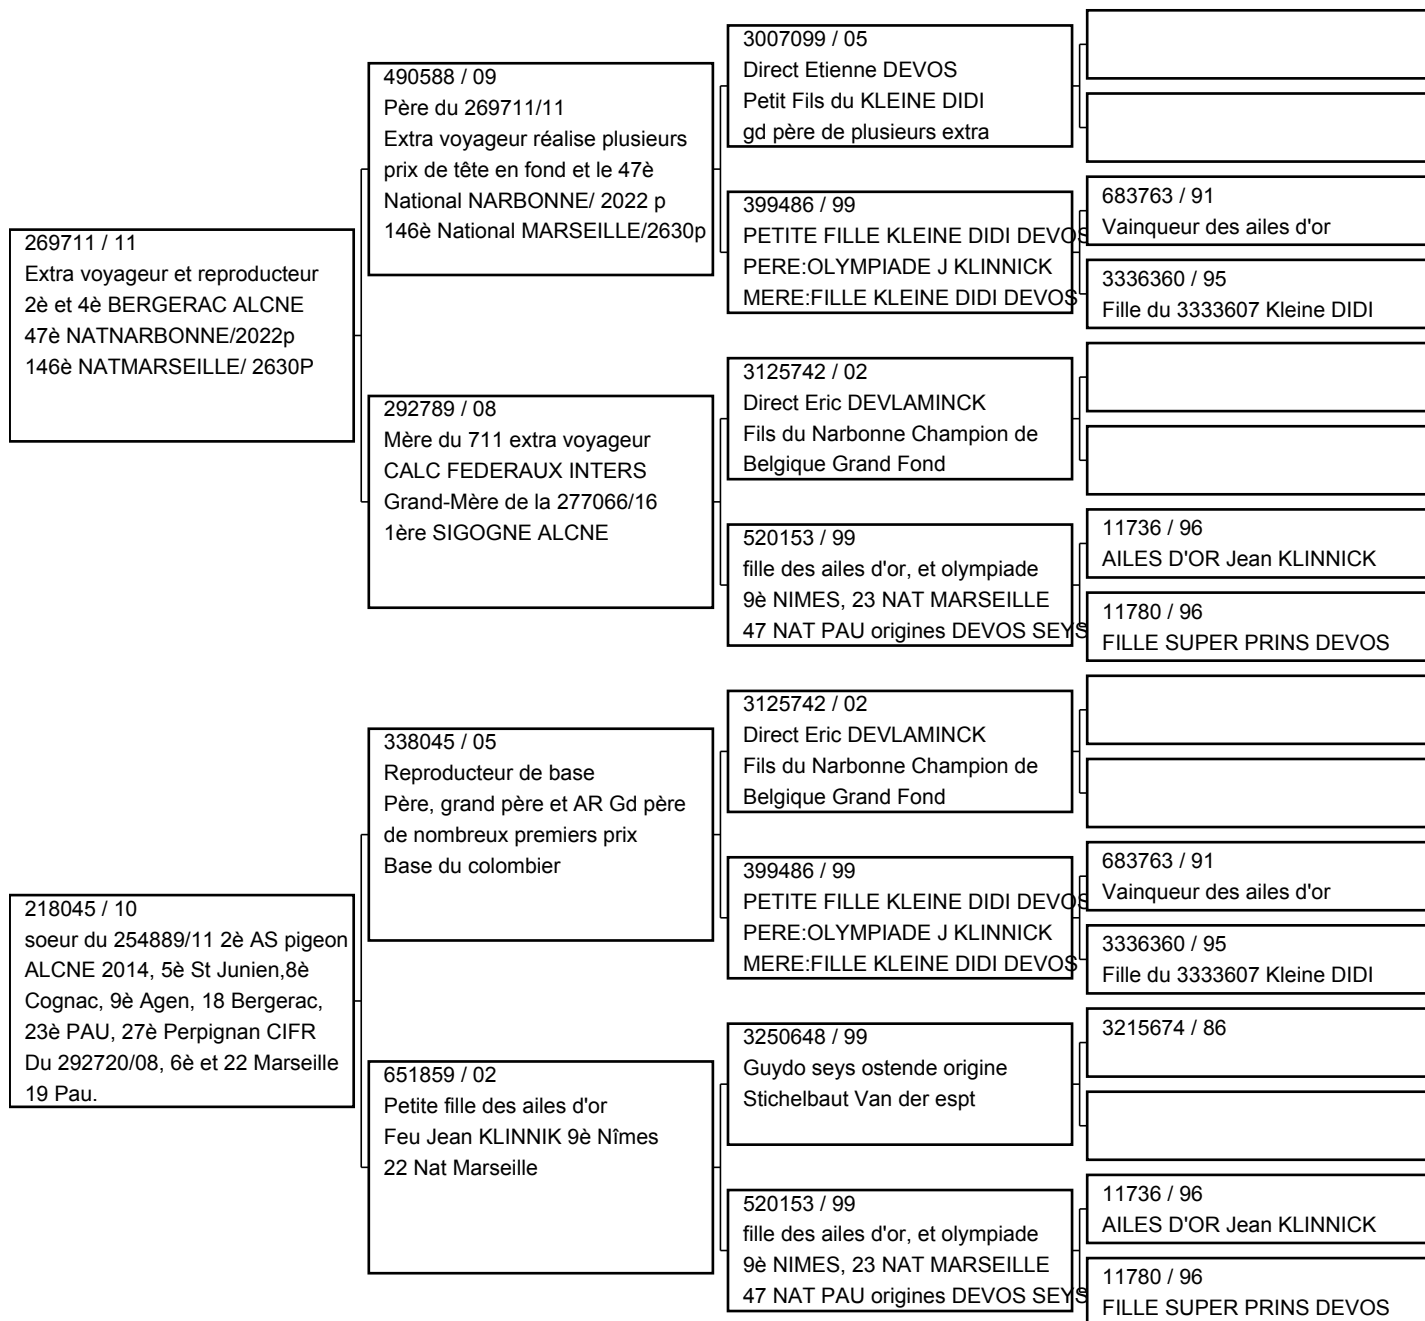 269711 / 11
Extra voyageur et reproducteur
2è et 4è BERGERAC ALCNE
47è NATNARBONNE/2022p
146è NATMARSEILLE/ 2630P
218045 / 10
soeur du 254889/11 2è AS pigeon
ALCNE 2014, 5è St Junien,8è
Cognac, 9è Agen, 18 Bergerac,
23è PAU, 27è Perpignan CIFR
Du 292720/08, 6è et 22 Marseille
19 Pau.
490588 / 09
Père du 269711/11
Extra voyageur réalise plusieurs
prix de tête en fond et le 47è
National NARBONNE/ 2022 p
146è National MARSEILLE/2630p
292789 / 08
Mère du 711 extra voyageur
CALC FEDERAUX INTERS
Grand-Mère de la 277066/16
1ère SIGOGNE ALCNE
338045 / 05
Reproducteur de base
Père, grand père et AR Gd père
de nombreux premiers prix
Base du colombier
651859 / 02
Petite fille des ailes d'or
Feu Jean KLINNIK 9è Nîmes
22 Nat Marseille
3007099 / 05
Direct Etienne DEVOS
Petit Fils du KLEINE DIDI
gd père de plusieurs extra
399486 / 99
PETITE FILLE KLEINE DIDI DEVOS
PERE:OLYMPIADE J KLINNICK
MERE:FILLE KLEINE DIDI DEVOS
3125742 / 02
Direct Eric DEVLAMINCK
Fils du Narbonne Champion de
Belgique Grand Fond
520153 / 99
fille des ailes d'or, et olympiade
9è NIMES, 23 NAT MARSEILLE
47 NAT PAU origines DEVOS SEYS
3125742 / 02
Direct Eric DEVLAMINCK
Fils du Narbonne Champion de
Belgique Grand Fond
399486 / 99
PETITE FILLE KLEINE DIDI DEVOS
PERE:OLYMPIADE J KLINNICK
MERE:FILLE KLEINE DIDI DEVOS
3250648 / 99
Guydo seys ostende origine
Stichelbaut Van der espt
520153 / 99
fille des ailes d'or, et olympiade
9è NIMES, 23 NAT MARSEILLE
47 NAT PAU origines DEVOS SEYS
683763 / 91
Vainqueur des ailes d'or
3336360 / 95
Fille du 3333607 Kleine DIDI
11736 / 96
AILES D'OR Jean KLINNICK
11780 / 96
FILLE SUPER PRINS DEVOS
683763 / 91
Vainqueur des ailes d'or
3336360 / 95
Fille du 3333607 Kleine DIDI
3215674 / 86
11736 / 96
AILES D'OR Jean KLINNICK
11780 / 96
FILLE SUPER PRINS DEVOS